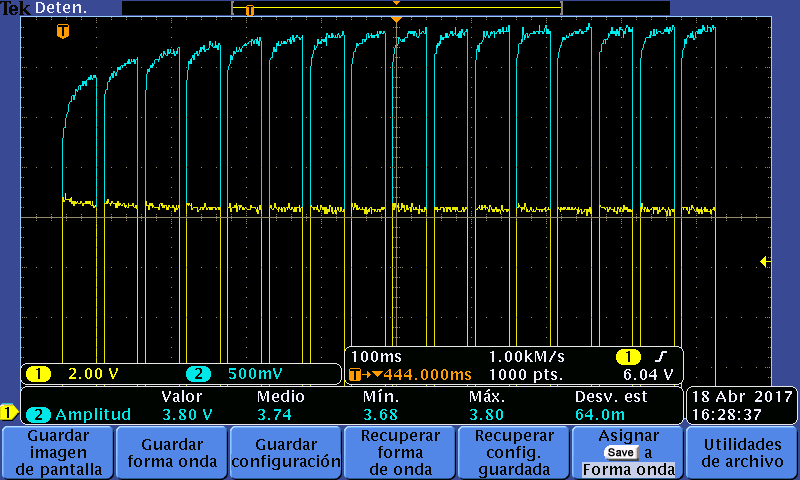 Tek Deten.
T
T
1 2.00 V 2 500mV
100ms 1.00kM/s 1
T→▼444.000ms 1000 pts. 6.04 V
Valor Medio Mín. Máx. Desv. est
1 2 Amplitud 3.80 V 3.74 3.68 3.80 64.0m
18 Abr 2017
16:28:37
Guardar
imagen
de pantalla
Guardar
forma onda
Guardar
configuración
Recuperar
forma
de onda
Recuperar
config.
guardada
Asignar
Save a
Forma onda
Utilidades
de archivo